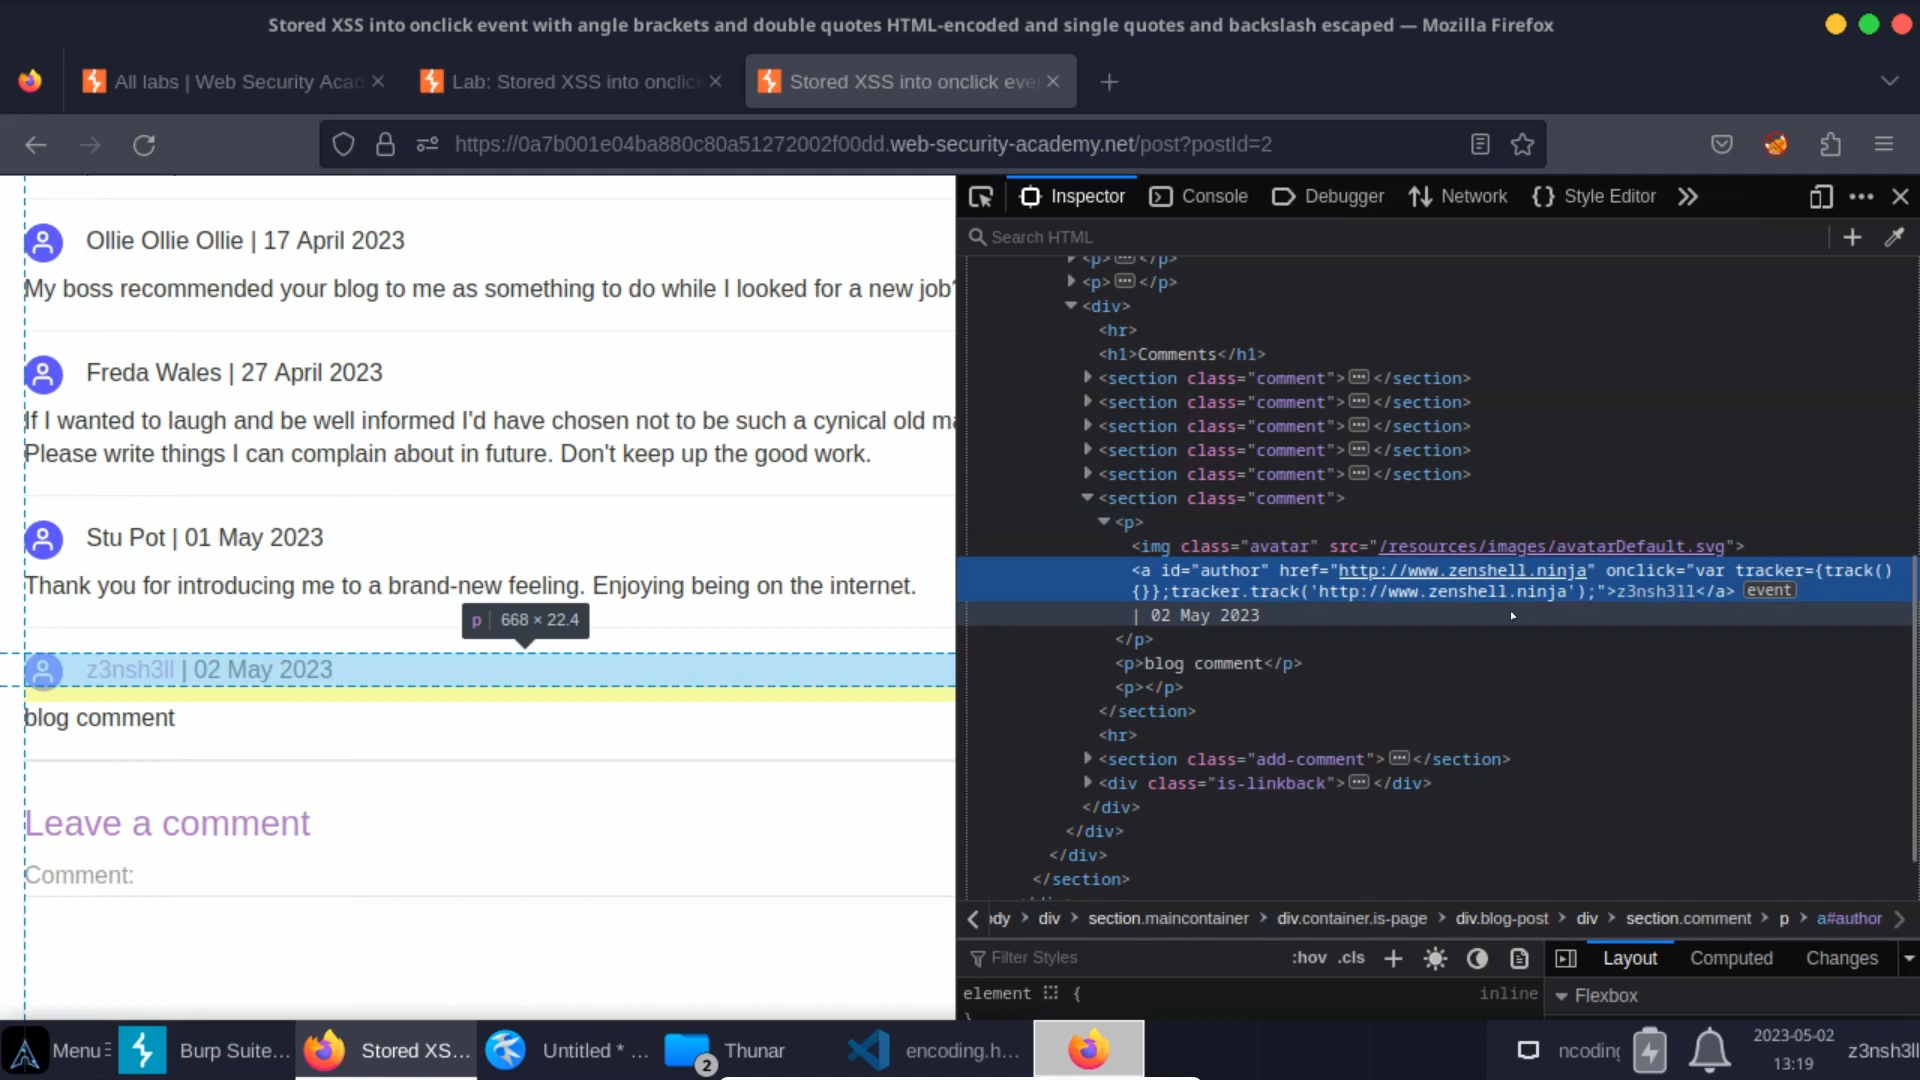 Stored XSS into onclick event with angle brackets and double quotes HTML-encoded and single quotes and backslash escaped — Mozilla Firefox
All labs | Web Security Acad
Lab: Stored XSS into onclic
Stored XSS into onclick eve
https://0a7b001e04ba880c80a51272002f00dd.web-security-academy.net/post?postId=2
Ollie Ollie Ollie | 17 April 2023
My boss recommended your blog to me as something to do while I looked for a new job
Freda Wales | 27 April 2023
If I wanted to laugh and be well informed I'd have chosen not to be such a cynical old
Please write things I can complain about in future. Don't keep up the good work.
Stu Pot | 01 May 2023
Thank you for introducing me to a brand-new feeling. Enjoying being on the internet.
p | 668 × 22.4
z3nsh3ll | 02 May 2023
blog comment
Leave a comment
Comment:
Inspector
Console
Debugger
Network
{} Style Editor
Search HTML
<p> ... </p>
<p> ... </p>
<div>
<hr>
<h1>Comments</h1>
<section class="comment"> ... </section>
<section class="comment"> ... </section>
<section class="comment"> ... </section>
<section class="comment"> ... </section>
<section class="comment"> ... </section>
<section class="comment">
<p>
<img class="avatar" src="/resources/images/avatarDefault.svg">
<a id="author" href="http://www.zenshell.ninja" onclick="var tracker={track()
{}};tracker.track('http://www.zenshell.ninja');">z3nsh3ll</a> event
| 02 May 2023
</p>
<p>blog comment</p>
<p></p>
</section>
<hr>
<section class="add-comment"> ... </section>
<div class="is-linkback"> ... </div>
</div>
</div>
</div>
</section>
ody > div > section.maincontainer > div.container.is-page > div.blog-post > div > section.comment > p > a#author
Filter Styles
:hov .cls
Layout
Computed
Changes
element {
inline
}
Flexbox
Menu
Burp Suite...
Stored XS...
Untitled * ...
2
Thunar
encoding.h...
ncoding
2023-05-02
13:19
z3nsh3ll